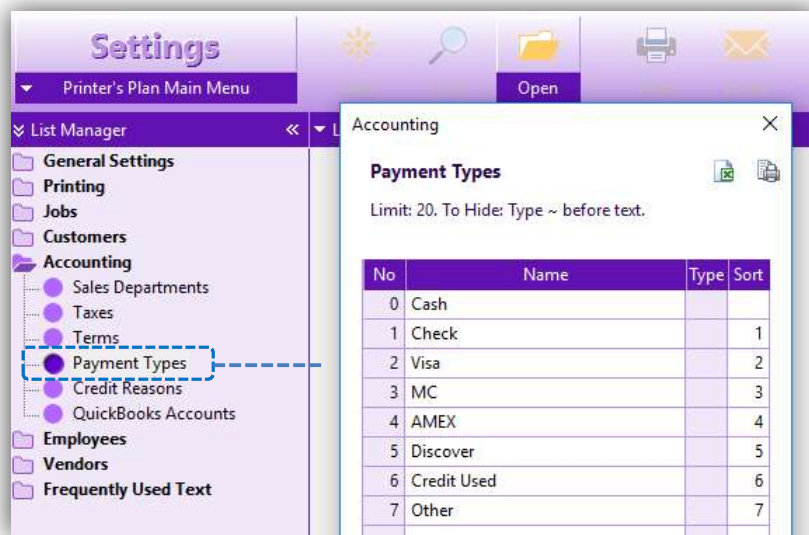 Settings
Printer's Plan Main Menu
Open
List Manager
General Settings
Printing
Jobs
Customers
Accounting
Sales Departments
Taxes
Terms
Payment Types
Credit Reasons
QuickBooks Accounts
Employees
Vendors
Frequently Used Text
Accounting
Payment Types
Limit: 20. To Hide: Type ~ before text.
No Name Type Sort
0 Cash
1 Check 1
2 Visa 2
3 MC 3
4 AMEX 4
5 Discover 5
6 Credit Used 6
7 Other 7